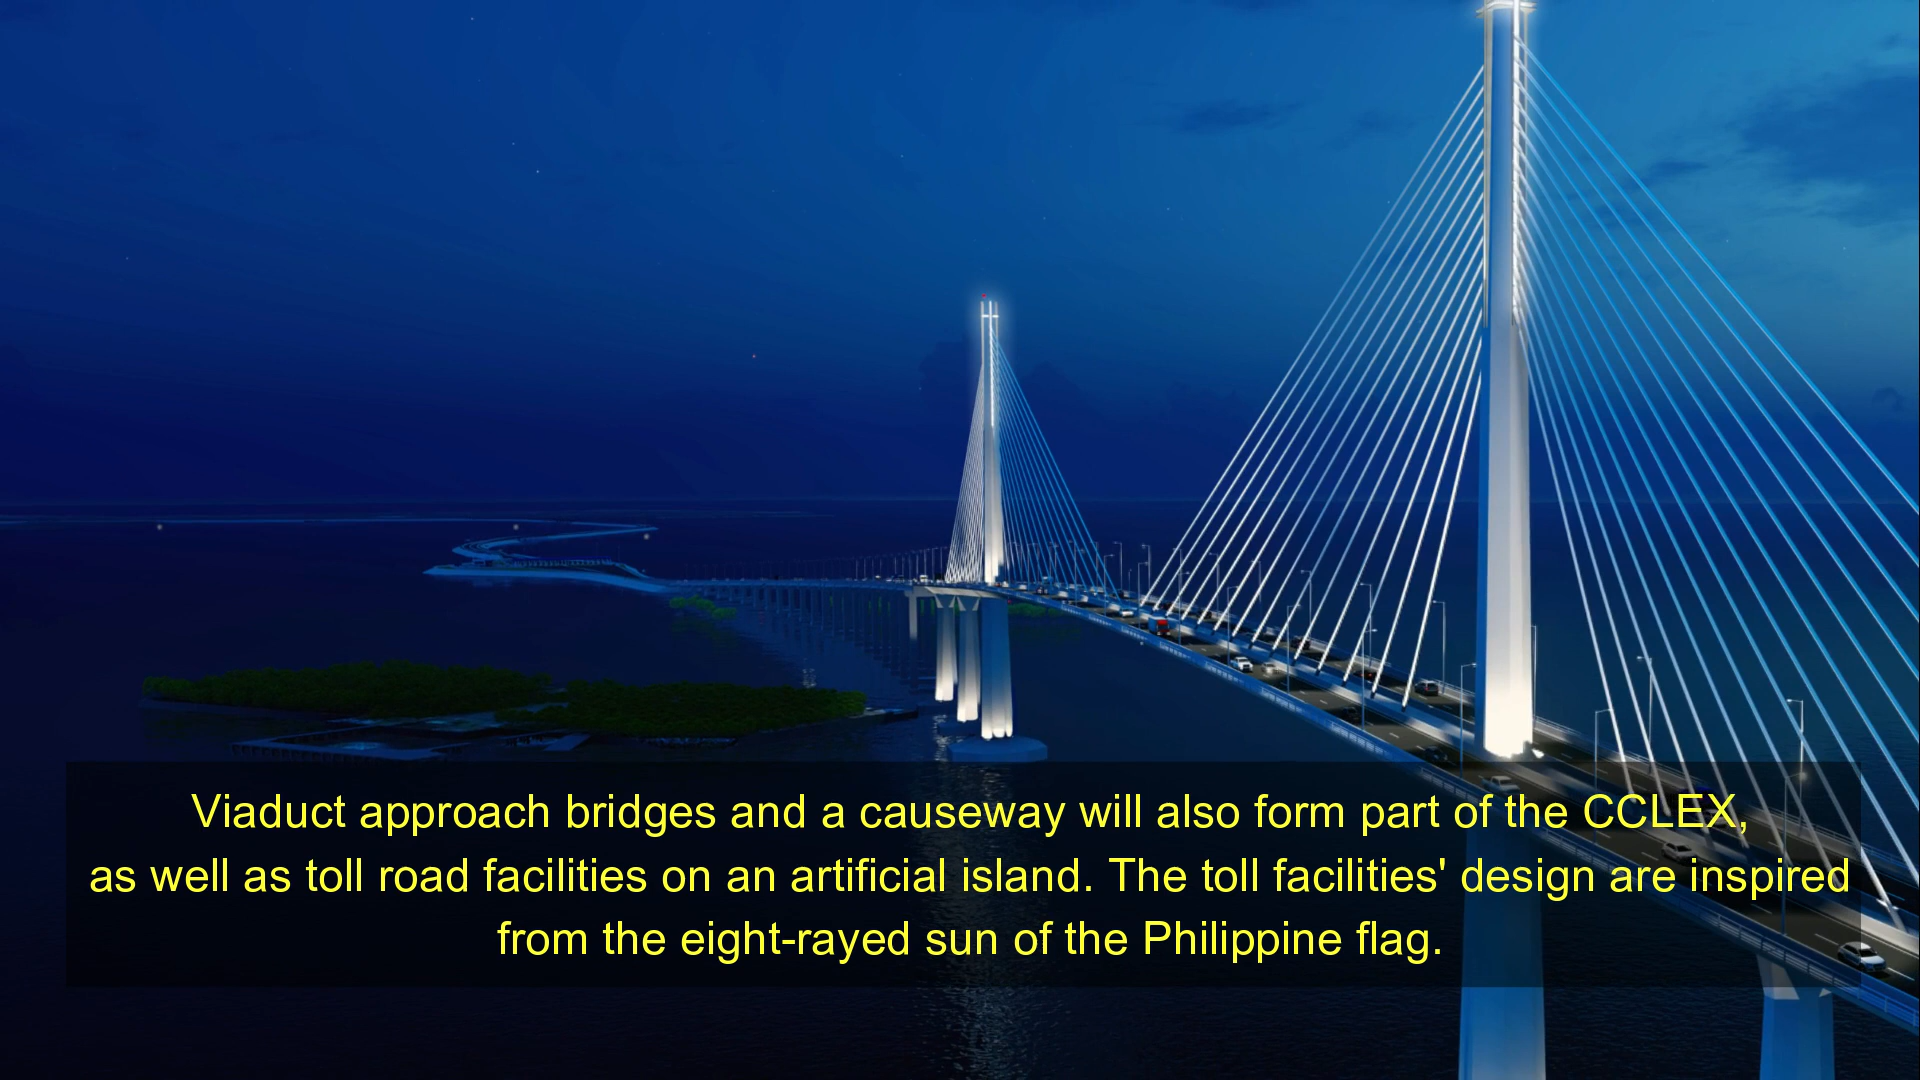 Viaduct approach bridges and a causeway will also form part of the CCLEX,
as well as toll road facilities on an artificial island. The toll facilities' design are inspired
from the eight-rayed sun of the Philippine flag.